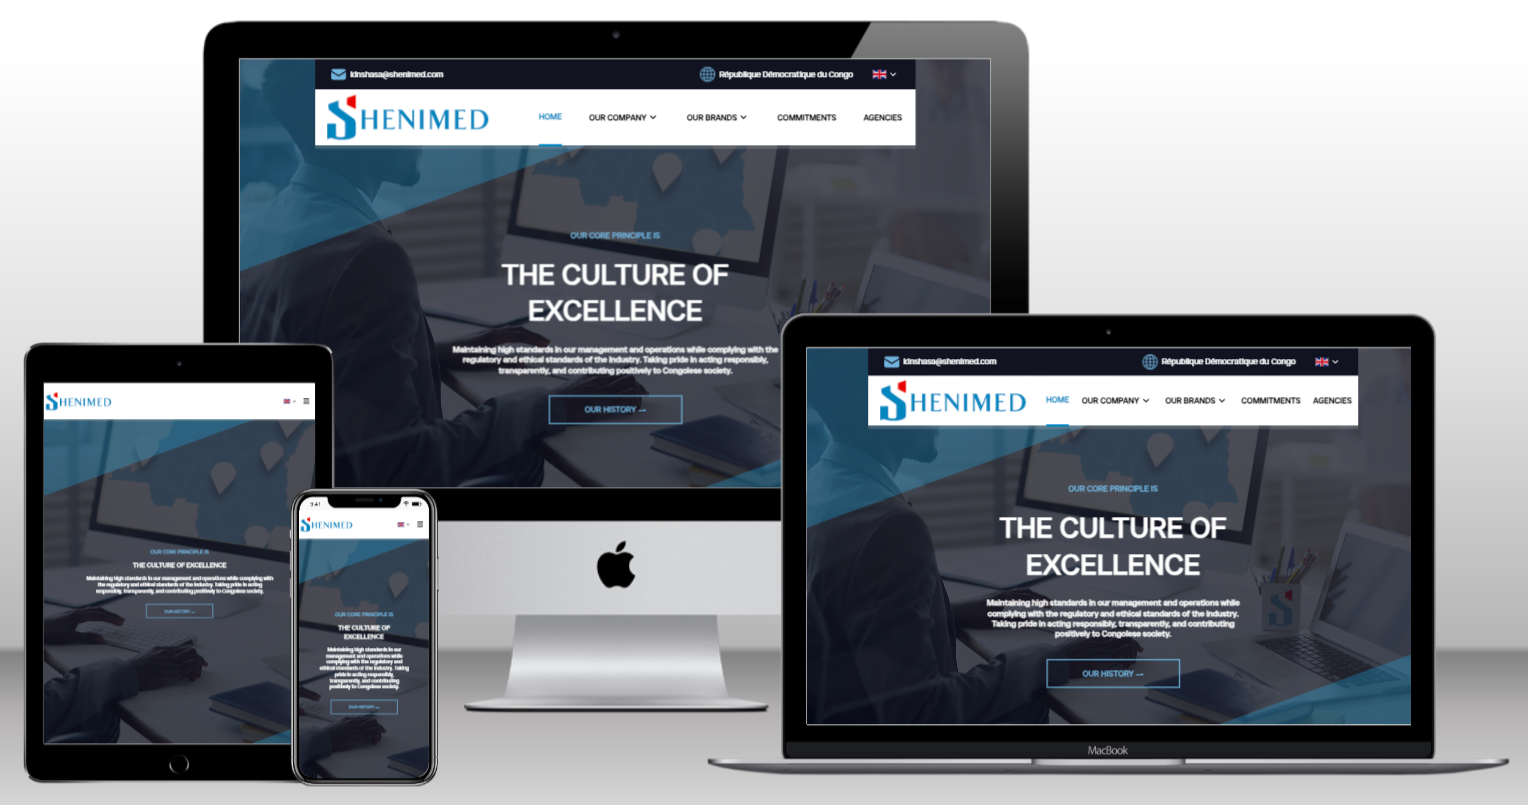 kinshasa@shenimed.com
République Démocratique du Congo
SHENIMED
HOME
OUR COMPANY
OUR BRANDS
COMMITMENTS
AGENCIES
OUR CORE PRINCIPLE IS
THE CULTURE OF
EXCELLENCE
Maintaining high standards in our management and operations while complying with the
regulatory and ethical standards of the industry. Taking pride in acting responsibly,
transparently, and contributing positively to Congolese society.
OUR HISTORY →
SHENIMED
OUR CORE PRINCIPLE IS
THE CULTURE OF EXCELLENCE
Maintaining high standards in our management and operations while complying with
the regulatory and ethical standards of the industry. Taking pride in acting
responsibly, transparently, and contributing positively to Congolese society.
OUR HISTORY →
3:41
SHENIMED
OUR CORE PRINCIPLE IS
THE CULTURE OF
EXCELLENCE
Maintaining high standards in our
management and operations while
complying with the regulatory and
ethical standards of the industry. Taking
pride in acting responsibly,
transparently, and contributing
positively to Congolese society.
OUR HISTORY →
kinshasa@shenimed.com
République Démocratique du Congo
SHENIMED
HOME
OUR COMPANY
OUR BRANDS
COMMITMENTS
AGENCIES
OUR CORE PRINCIPLE IS
THE CULTURE OF
EXCELLENCE
Maintaining high standards in our management and operations while
complying with the regulatory and ethical standards of the industry.
Taking pride in acting responsibly, transparently, and contributing
positively to Congolese society.
OUR HISTORY →
MacBook